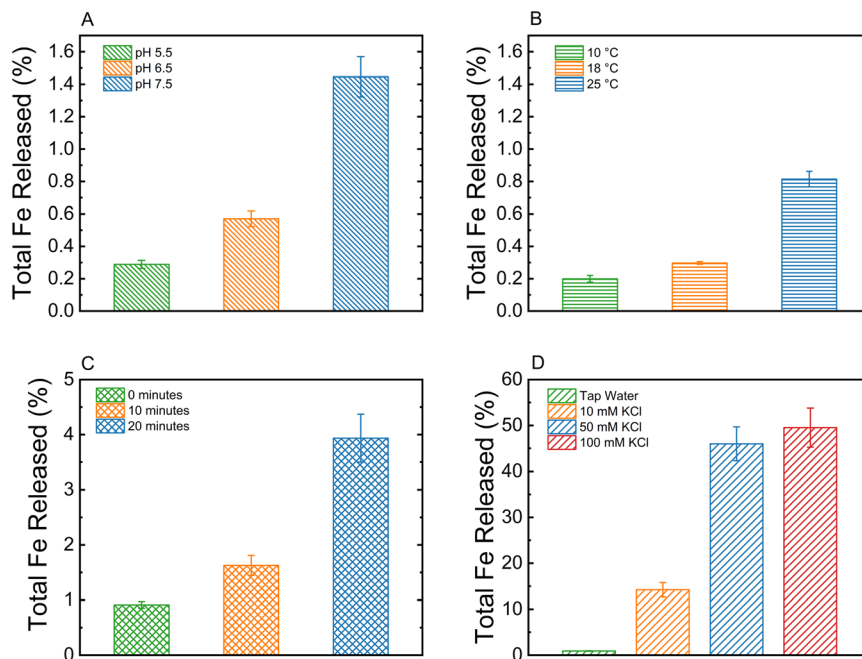 A
Total Fe Released (%)
1.6
1.4
1.2
1.0
0.8
0.6
0.4
0.2
0.0
pH 5.5
pH 6.5
pH 7.5
B
Total Fe Released (%)
1.6
1.4
1.2
1.0
0.8
0.6
0.4
0.2
0.0
10 °C
18 °C
25 °C
C
Total Fe Released (%)
5
4
3
2
1
0
0 minutes
10 minutes
20 minutes
D
Total Fe Released (%)
60
50
40
30
20
10
0
Tap Water
10 mM KCl
50 mM KCl
100 mM KCl